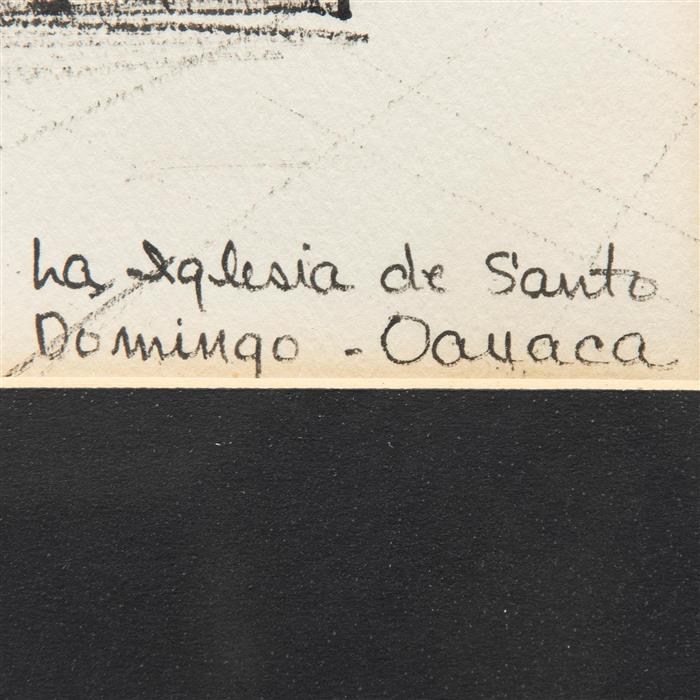 La Iglesia de Santo
Domingo - Oaxaca